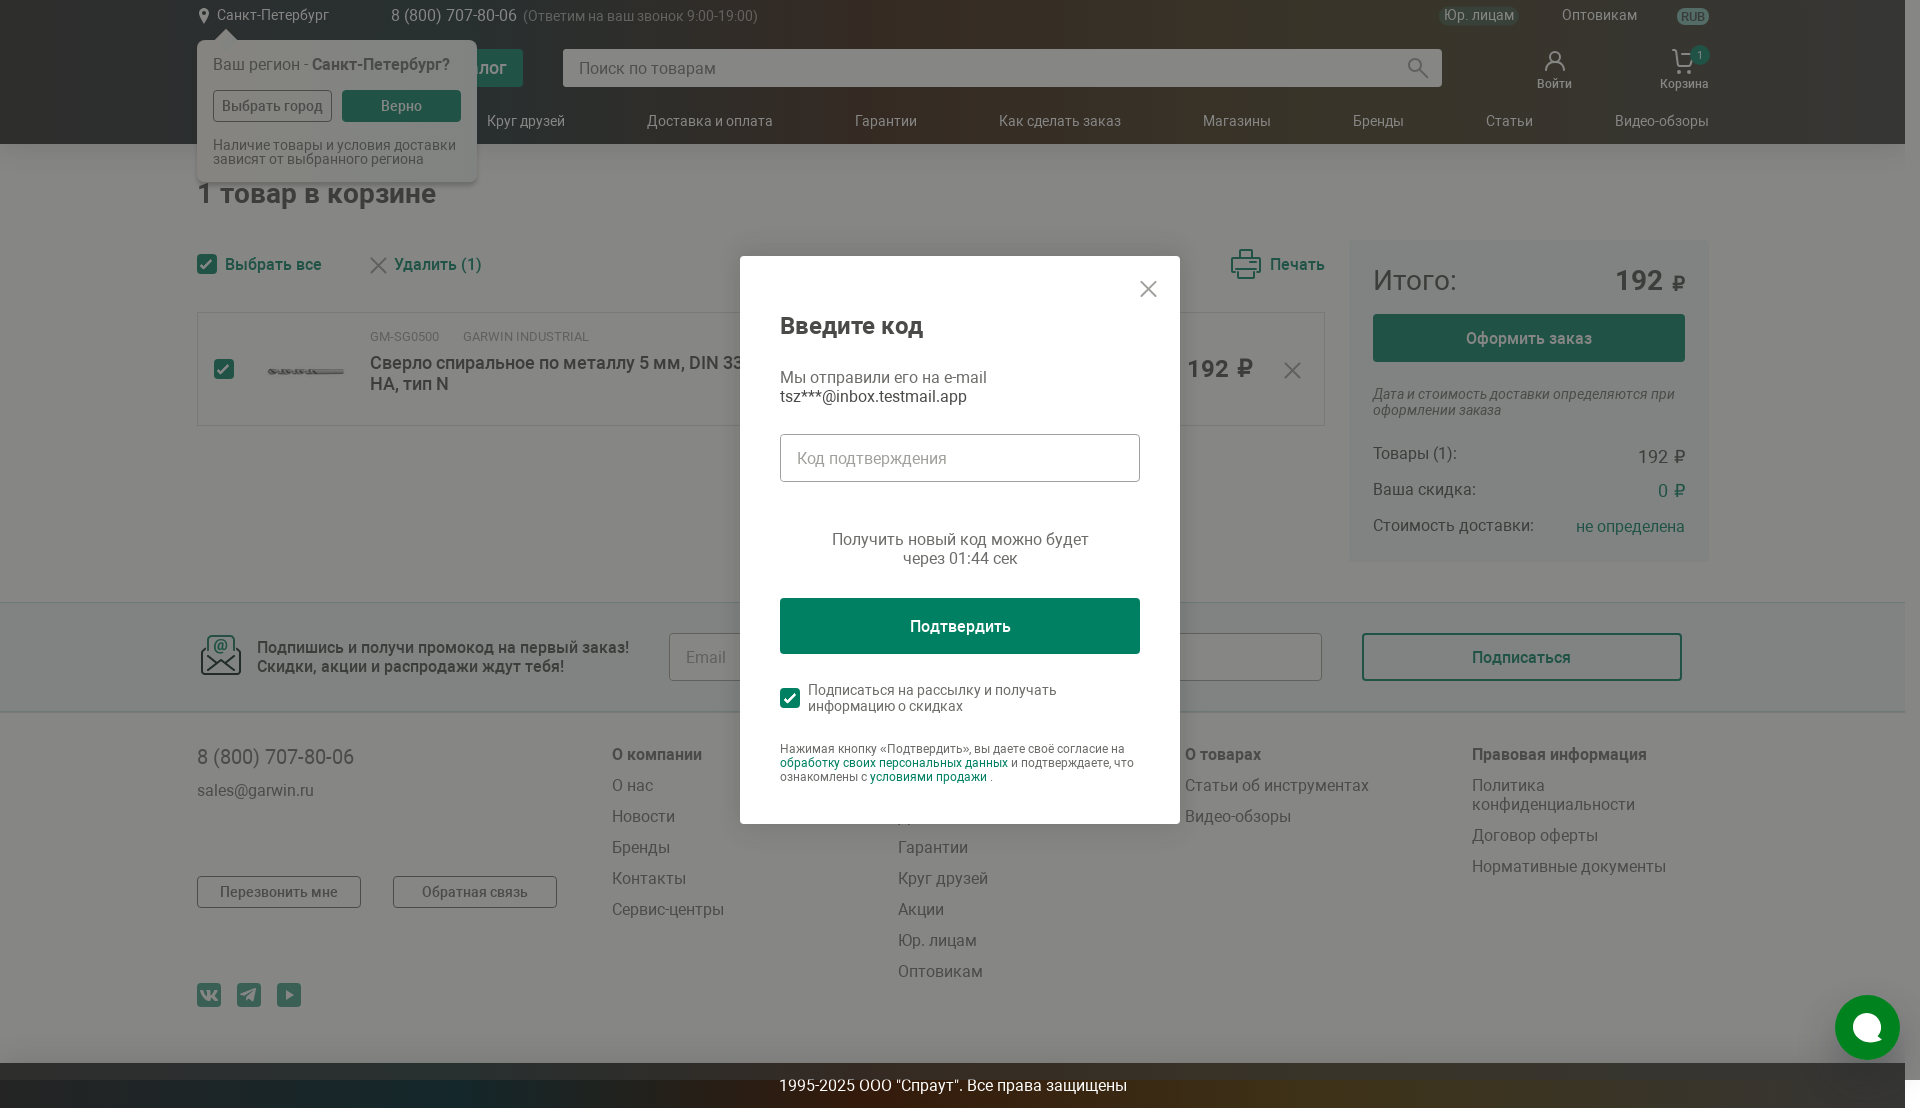 Санкт-Петербург
8 (800) 707-80-06 (Ответим на ваш звонок 9:00-19:00)
Юр. лицам
Оптовикам
RUB
Ваш регион - Санкт-Петербург?
Выбрать город
Верно
Наличие товары и условия доставки
зависят от выбранного региона
Поиск по товарам
Войти
1
Корзина
Круг друзей
Доставка и оплата
Гарантии
Как сделать заказ
Магазины
Бренды
Статьи
Видео-обзоры
1 товар в корзине
Выбрать все
Удалить (1)
Печать
GM-SG0500
GARWIN INDUSTRIAL
Сверло спиральное по металлу 5 мм, DIN 33
HA, тип N
192 ₽
Итого:
192 ₽
Оформить заказ
Дата и стоимость доставки определяются при
оформлении заказа
Товары (1):
192 ₽
Ваша скидка:
0 ₽
Стоимость доставки:
не определена
Введите код
Мы отправили его на e-mail
tsz***@inbox.testmail.app
Код подтверждения
Получить новый код можно будет
через 01:44 сек
Подтвердить
Подписаться на рассылку и получать
информацию о скидках
Нажимая кнопку «Подтвердить», вы даете своё согласие на
обработку своих персональных данных и подтверждаете, что
ознакомлены с условиями продажи .
Подпишись и получи промокод на первый заказ!
Скидки, акции и распродажи ждут тебя!
Email
Подписаться
8 (800) 707-80-06
sales@garwin.ru
Перезвонить мне
Обратная связь
О компании
О нас
Новости
Бренды
Контакты
Сервис-центры
Гарантии
Круг друзей
Акции
Юр. лицам
Оптовикам
О товарах
Статьи об инструментах
Видео-обзоры
Правовая информация
Политика
конфиденциальности
Договор оферты
Нормативные документы
1995-2025 ООО "Спраут". Все права защищены